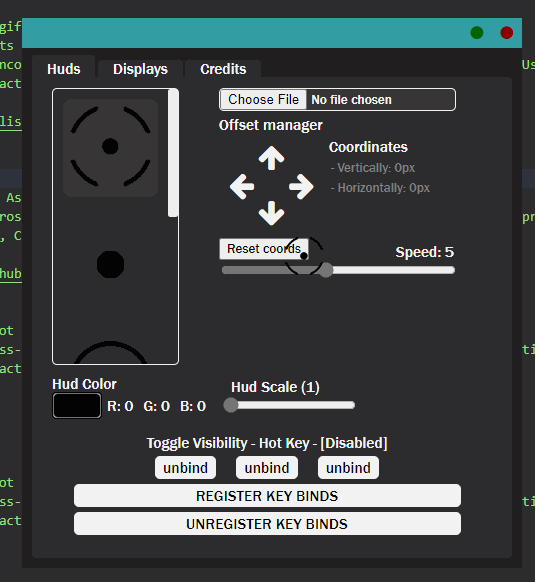 gif
ts
nco
Us
act
Huds Displays Credits
Choose File No file chosen
lis
Offset manager
Coordinates
- Vertically: 0px
- Horizontally: 0px
As
ros
pr
, C
Reset coords
Speed: 5
hub
ot
ss-
ti
act
Hud Color
Hud Scale (1)
R: 0 G: 0 B: 0
Toggle Visibility - Hot Key - [Disabled]
unbind unbind unbind
ot
REGISTER KEY BINDS
ss-
ti
act
UNREGISTER KEY BINDS